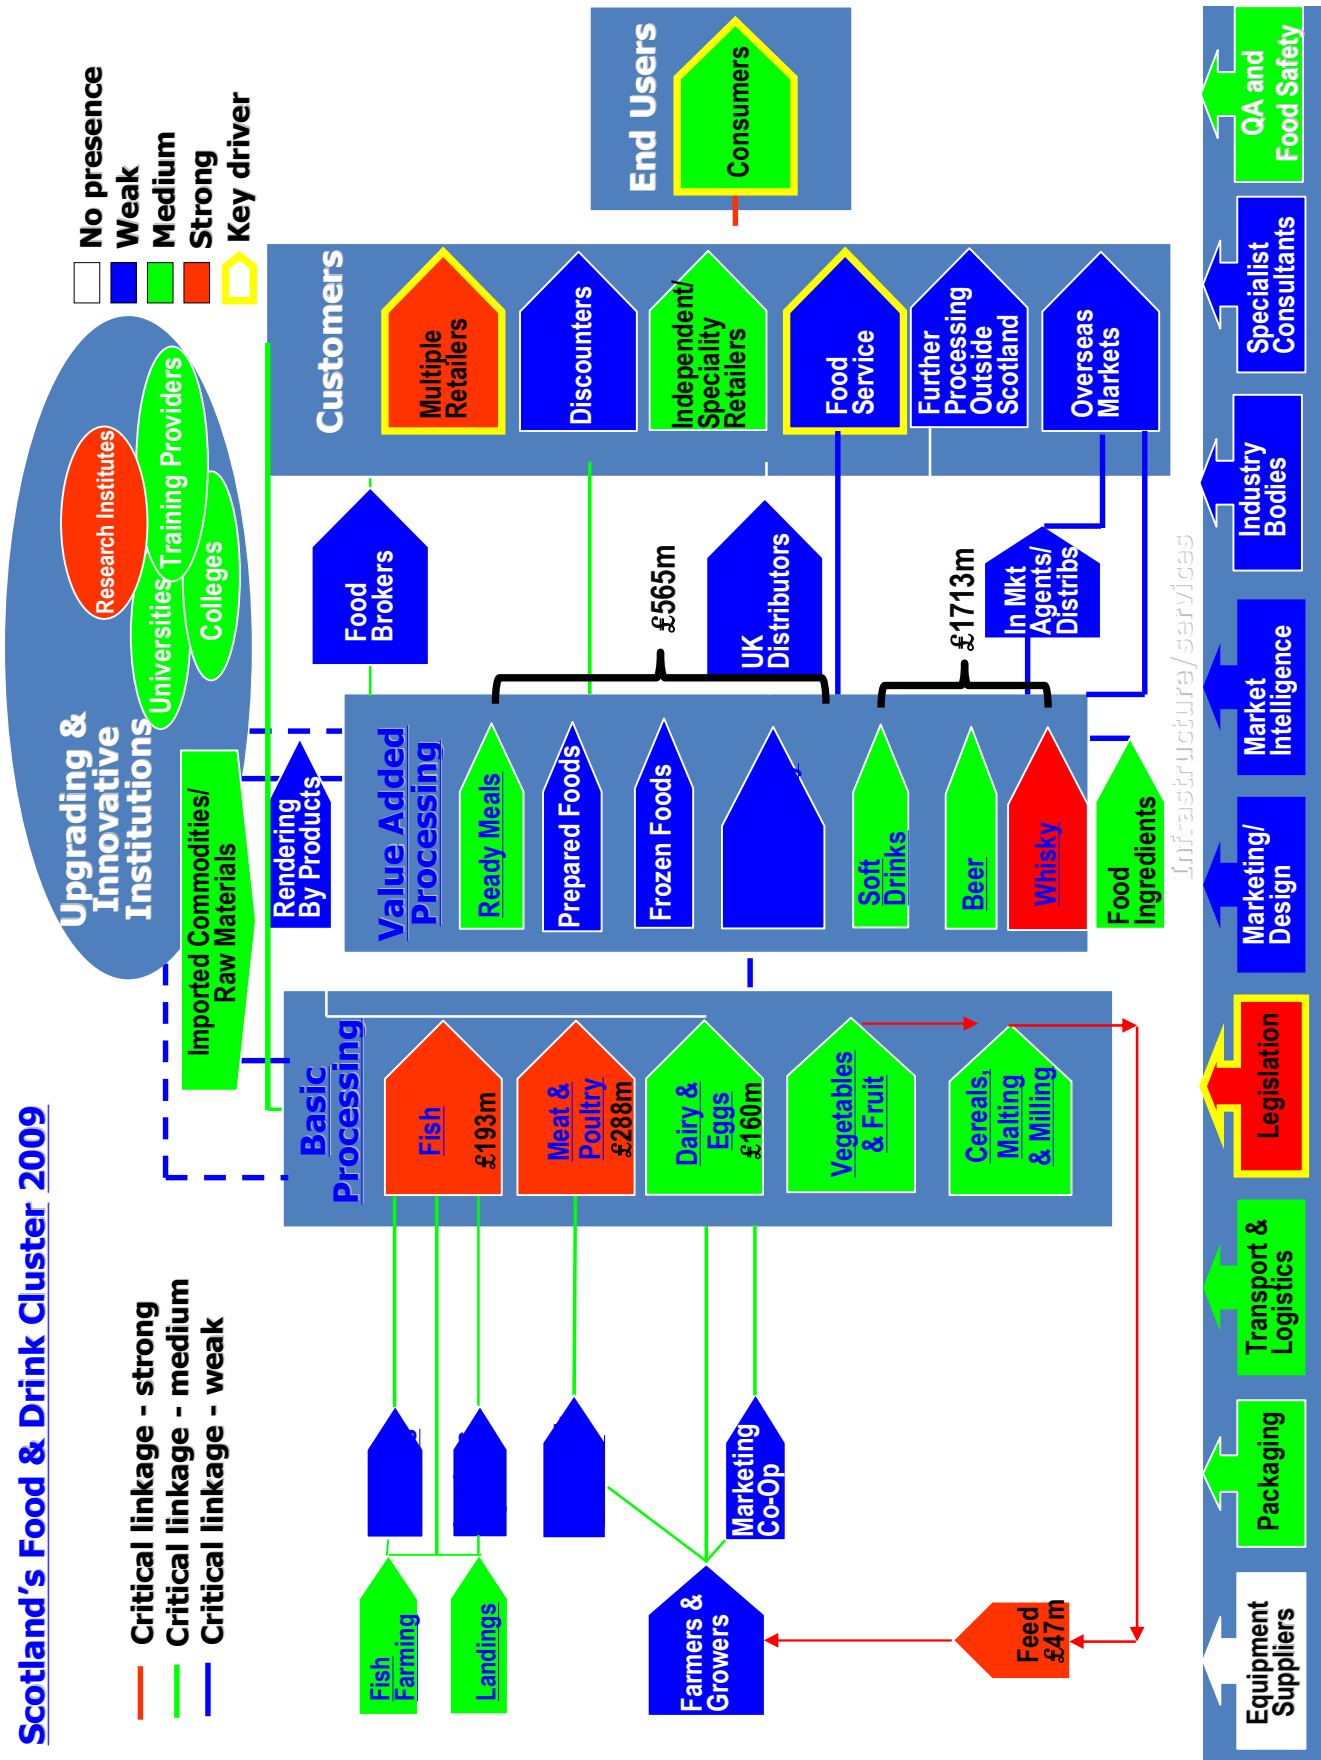 Scotland's Food & Drink Cluster 2009
Critical linkage - strong
Critical linkage - medium
Critical linkage - weak
Upgrading &
Innovative
Institutions
Research Institutes
Universities
Training Providers
Colleges
No presence
Weak
Medium
Strong
Key driver
Imported Commodities/
Raw Materials
Rendering
By Products
Fish
Farming
Landings
Farmers &
Growers
Marketing
Co-Op
Feed
£47m
Basic
Processing
Fish
£193m
Meat &
Poultry
£288m
Dairy &
Eggs
£160m
Vegetables
& Fruit
Cereals,
Malting
& Milling
Value Added
Processing
Ready Meals
Prepared Foods
Frozen Foods
Soft
Drinks
Beer
Whisky
Food
Ingredients
Food
Brokers
£565m
UK
Distributors
£1713m
In Mkt
Agents/
Distribs
Customers
Multiple
Retailers
Discounters
Independent/
Speciality
Retailers
Food
Service
Further
Processing
Outside
Scotland
Overseas
Markets
End Users
Consumers
Infrastructure/services
Equipment
Suppliers
Packaging
Transport &
Logistics
Legislation
Marketing/
Design
Market
Intelligence
Industry
Bodies
Specialist
Consultants
QA and
Food Safety